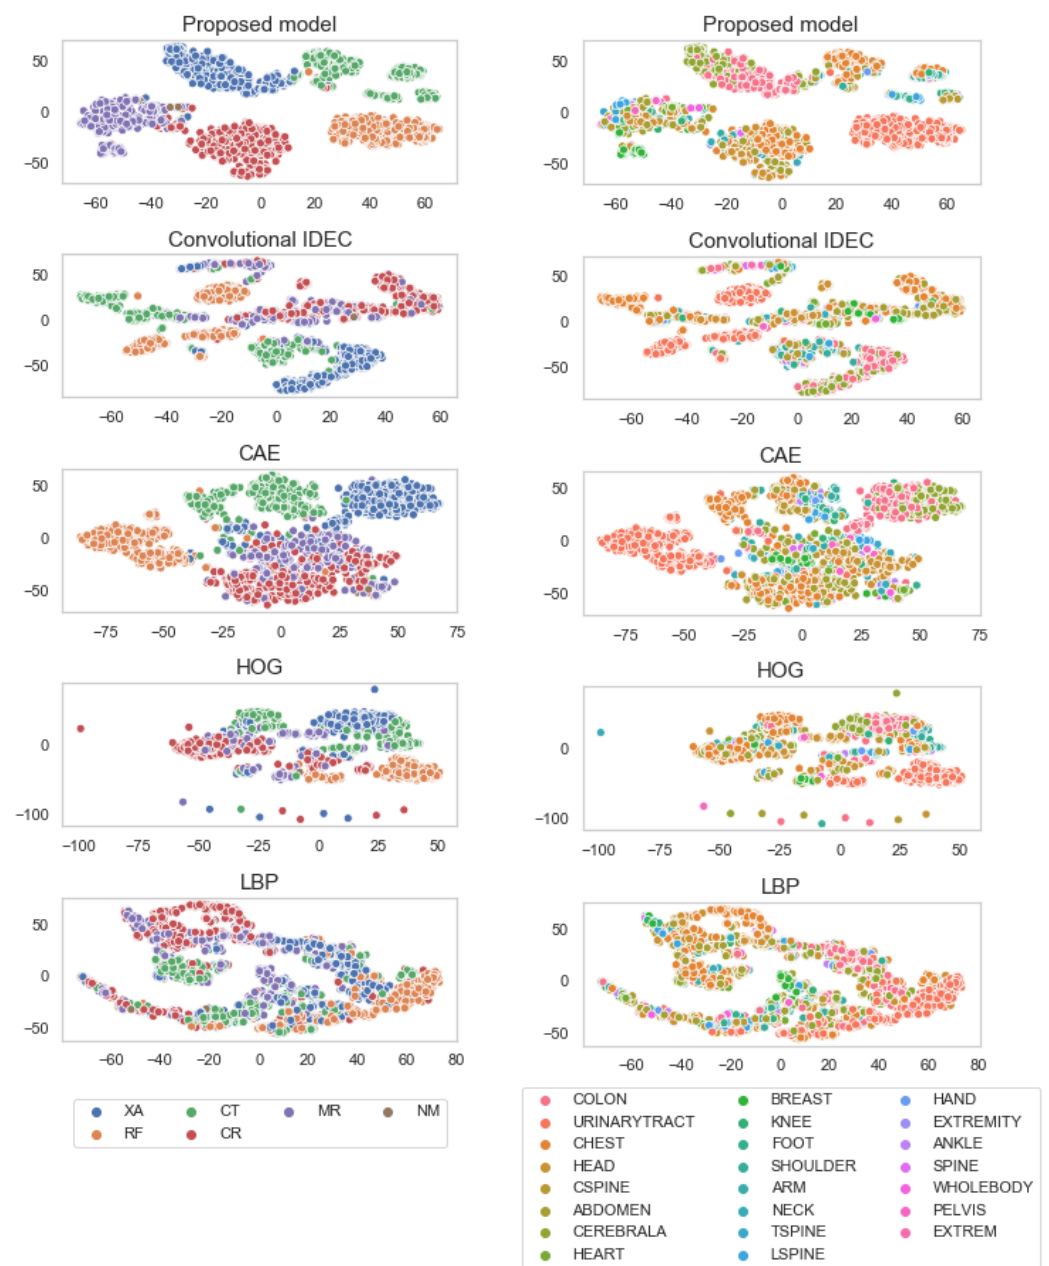 Proposed model Proposed model
50 50
0 0
−50 −50
−60 −40 −20 0 20 40 60 −60 −40 −20 0 20 40 60
Convolutional IDEC Convolutional IDEC
50 50
0 0
−50 −50
−60 −40 −20 0 20 40 60 −60 −40 −20 0 20 40 60
CAE CAE
50 50
0 0
−50 −50
−75 −50 −25 0 25 50 75 −75 −50 −25 0 25 50 75
HOG HOG
0 0
−100 −100
−100 −75 −50 −25 0 25 50 −100 −75 −50 −25 0 25 50
LBP LBP
50 50
0 0
−50 −50
−60 −40 −20 0 20 40 60 80 −60 −40 −20 0 20 40 60 80
XA CT MR NM
RF CR
COLON BREAST HAND
URINARYTRACT KNEE EXTREMITY
CHEST FOOT ANKLE
HEAD SHOULDER SPINE
CSPINE ARM WHOLEBODY
ABDOMEN NECK PELVIS
CEREBRALA TSPINE EXTREM
HEART LSPINE